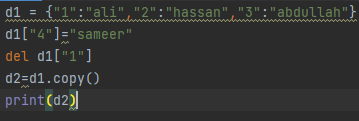 d1 = {"1":"ali","2":"hassan","3":"abdullah"}
d1["4"]="sameer"
del d1["1"]
d2=d1.copy()
print(d2)